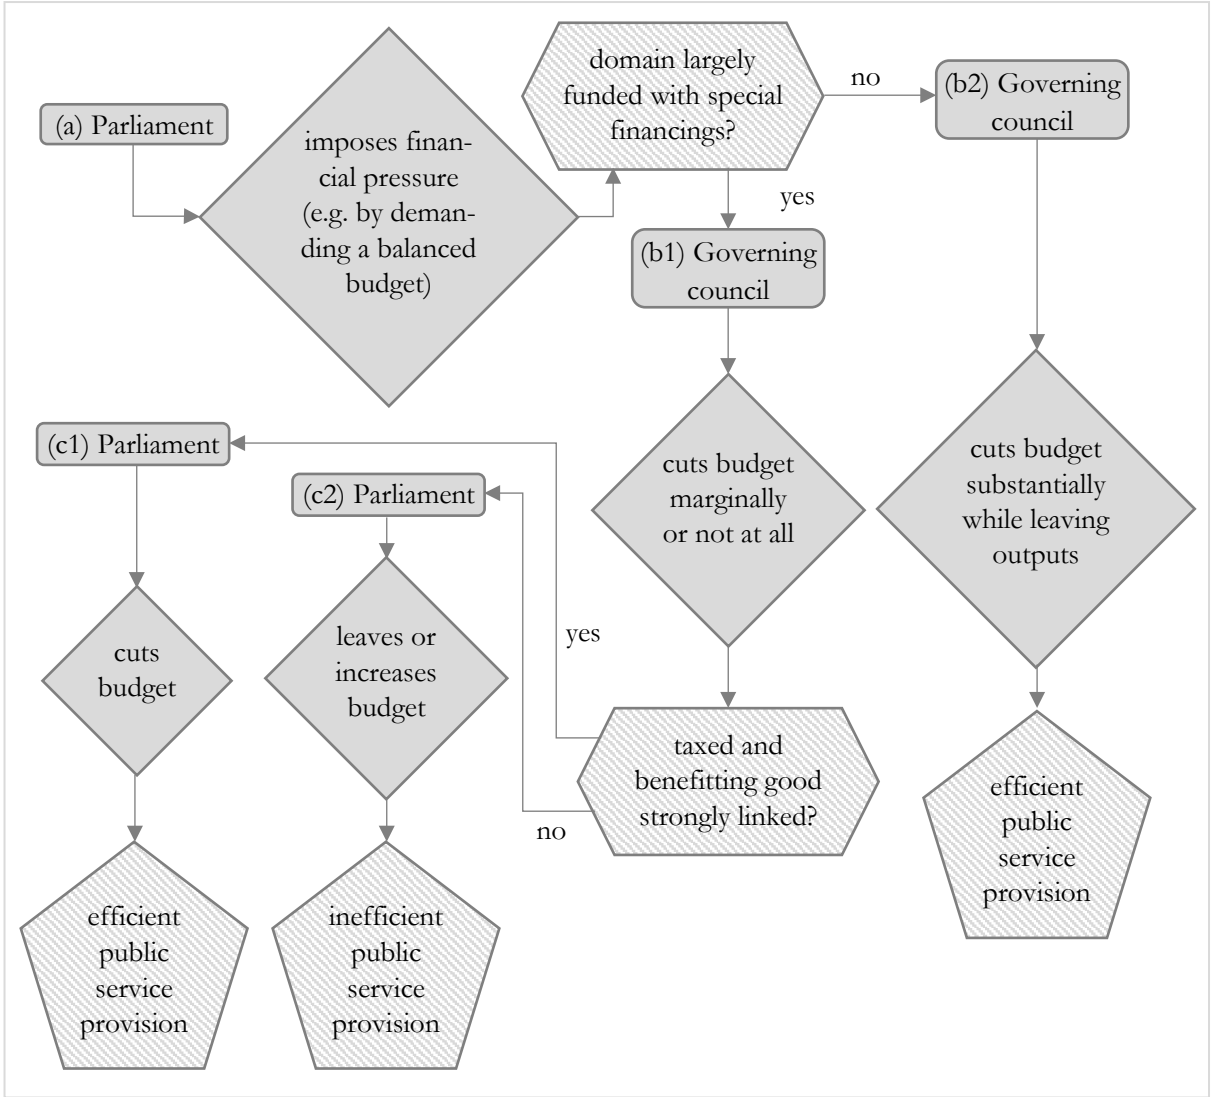 (a) Parliament
imposes finan-
cial pressure
(e.g. by deman-
ding a balanced
budget)
domain largely
funded with special
financings?
no
(b2) Governing
council
yes
(b1) Governing
council
cuts budget
marginally
or not at all
cuts budget
substantially
while leaving
outputs
(c1) Parliament
(c2) Parliament
cuts
budget
leaves or
increases
budget
yes
taxed and
benefitting good
strongly linked?
no
efficient
public
service
provision
inefficient
public
service
provision
efficient
public
service
provision